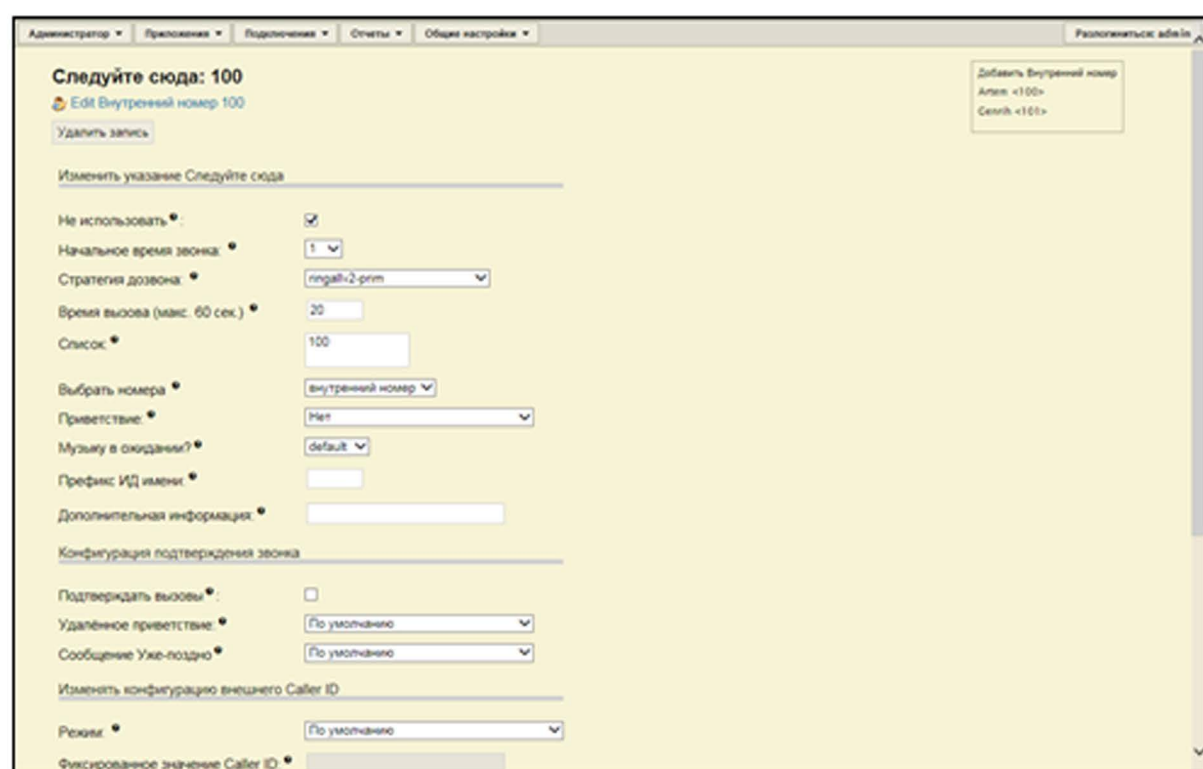 Администратор Приложения Подключения Отчеты Общие настройки Разлогиниться: admin
Следуйте сюда: 100
Edit Внутренний номер 100
Удалить запись
Добавить Внутренний номер
Artem <100>
Genrih <101>
Изменить указание Следуйте сюда
Не использовать :
Начальное время звонка: 1
Стратегия дозвона: ringallv2-prim
Время вызова (макс. 60 сек.) 20
Список: 100
Выбрать номера внутренний номер
Приветствие: Нет
Музыку в ожидании? default
Префикс ИД имени:
Дополнительная информация:
Конфигурация подтверждения звонка
Подтверждать вызовы :
Удалённое приветствие: По умолчанию
Сообщение Уже-поздно По умолчанию
Изменять конфигурацию внешнего Caller ID
Режим: По умолчанию
Фиксированное значение Caller ID: